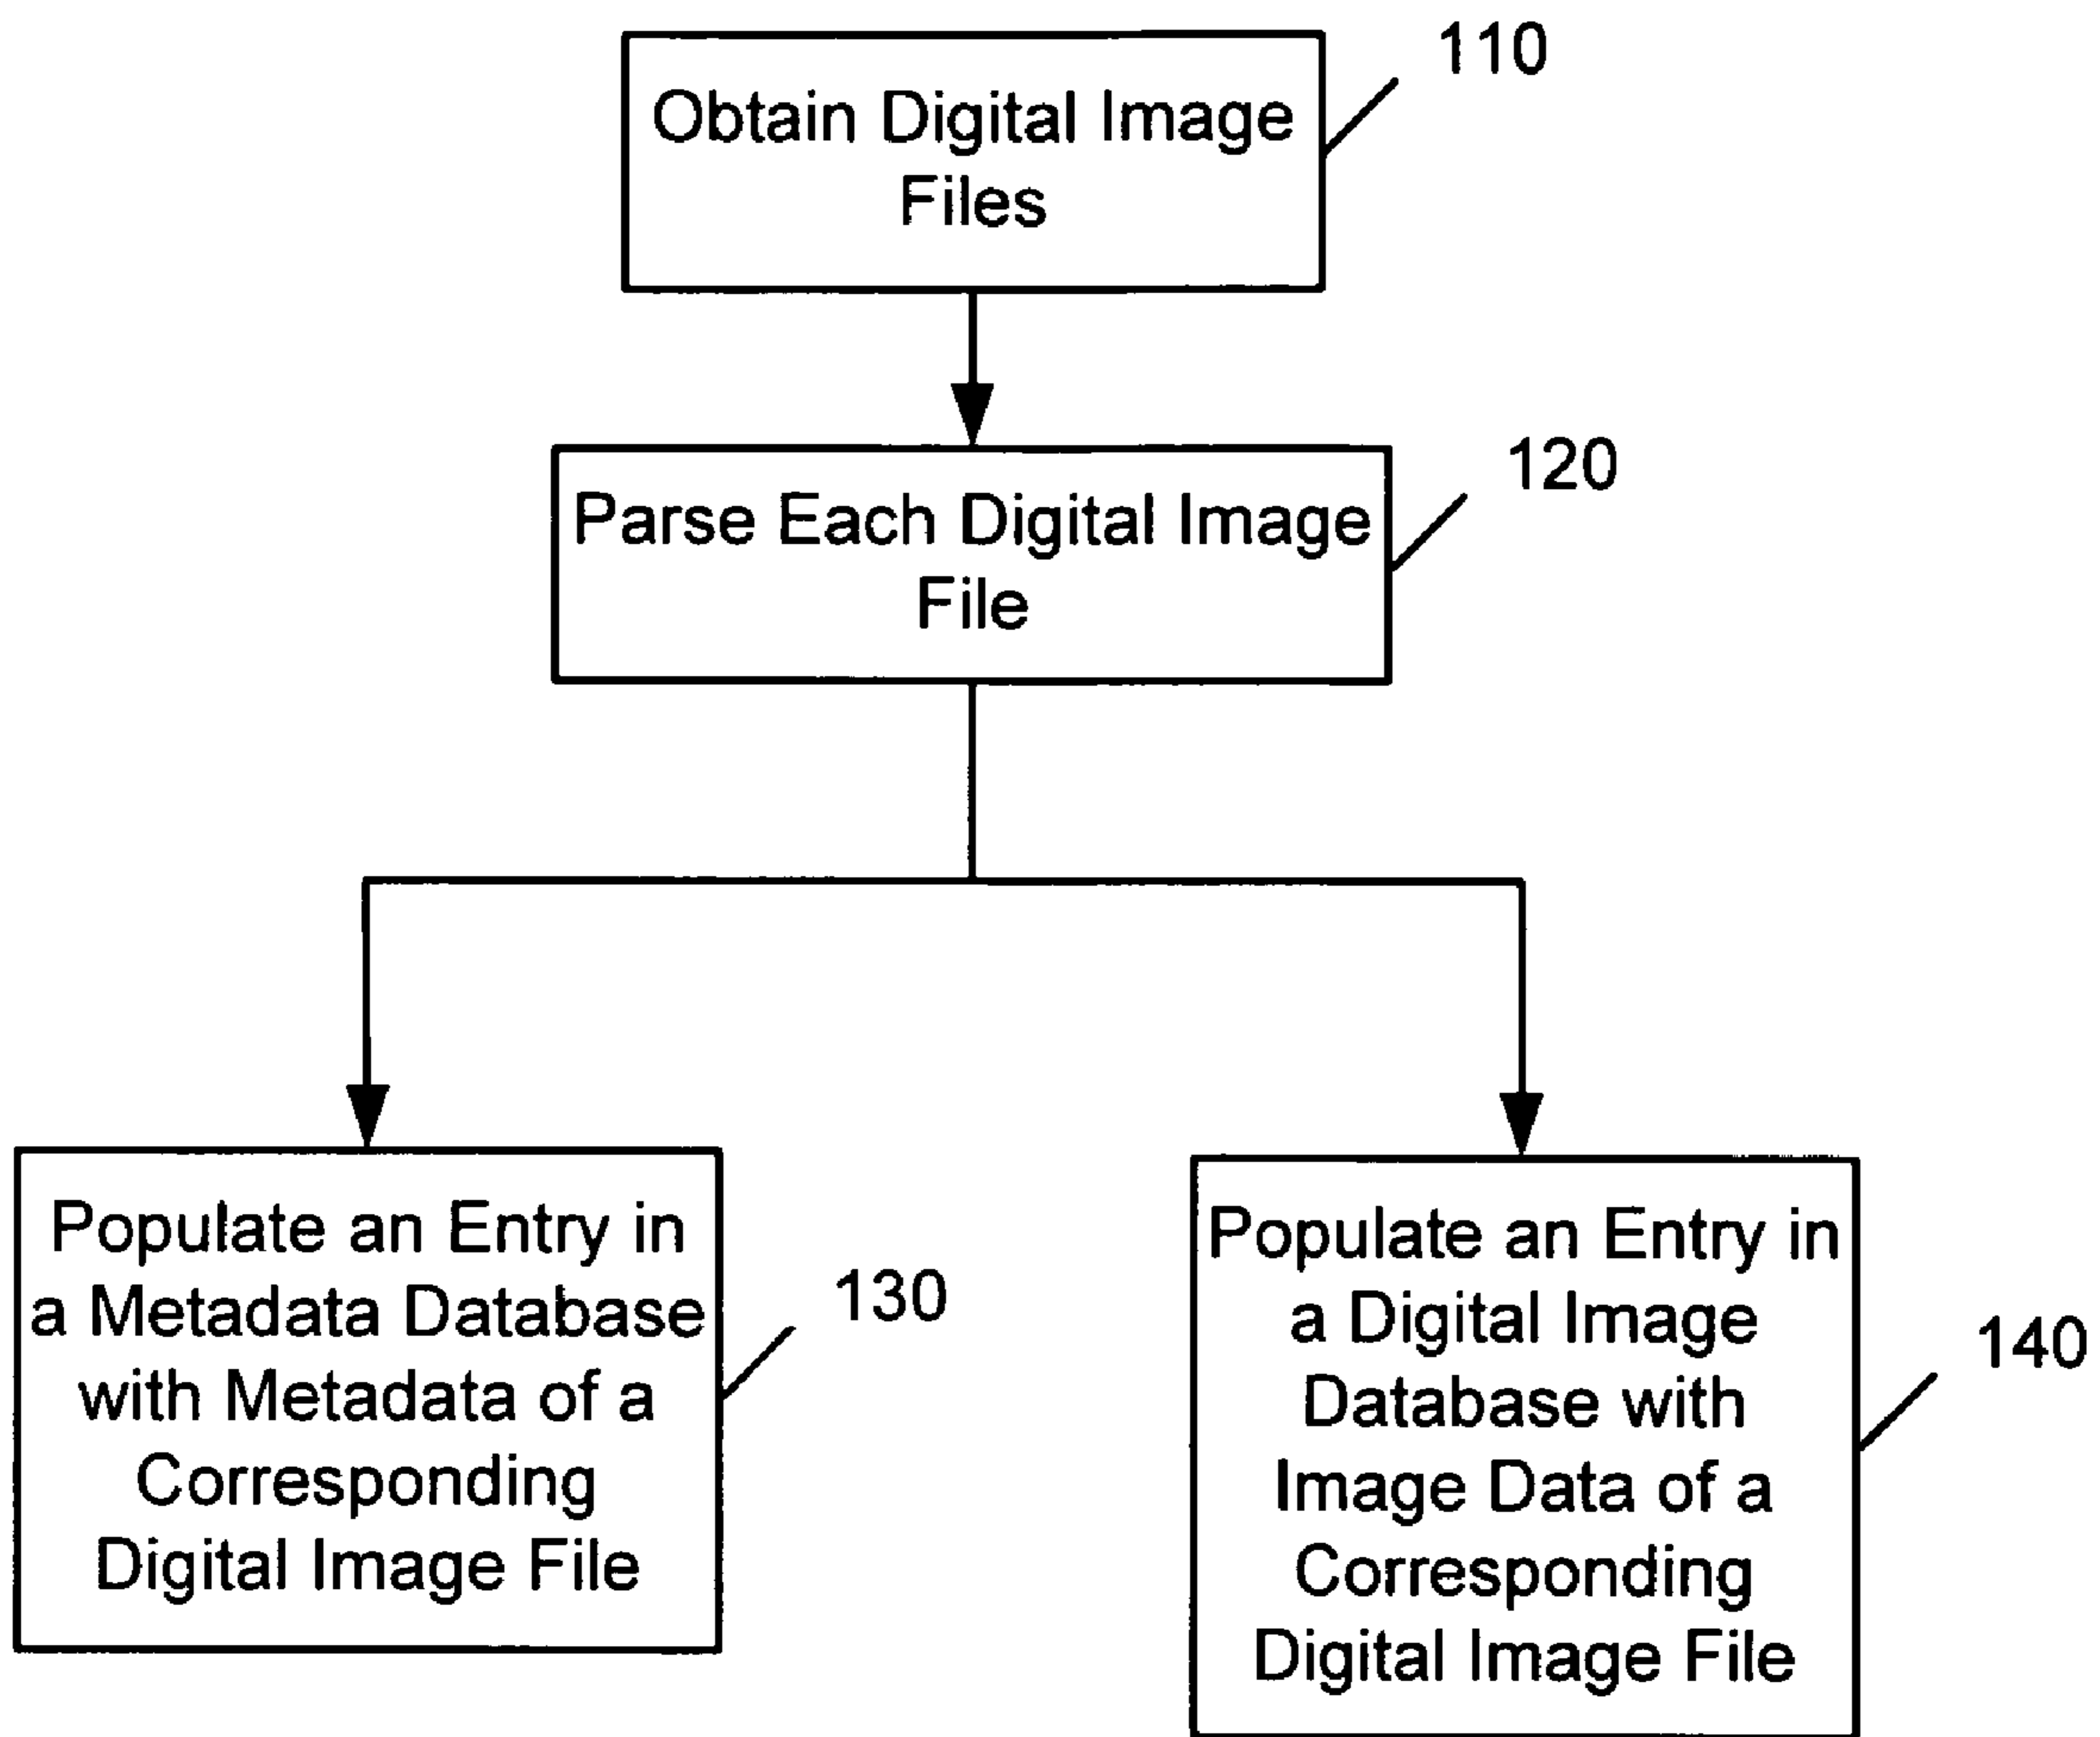 110
Obtain Digital Image
Files
120
Parse Each Digital Image
File
Populate an Entry in
a Metadata Database
with Metadata of a
Corresponding
Digital Image File
130
Populate an Entry in
a Digital Image
Database with
Image Data of a
Corresponding
Digital Image File
140